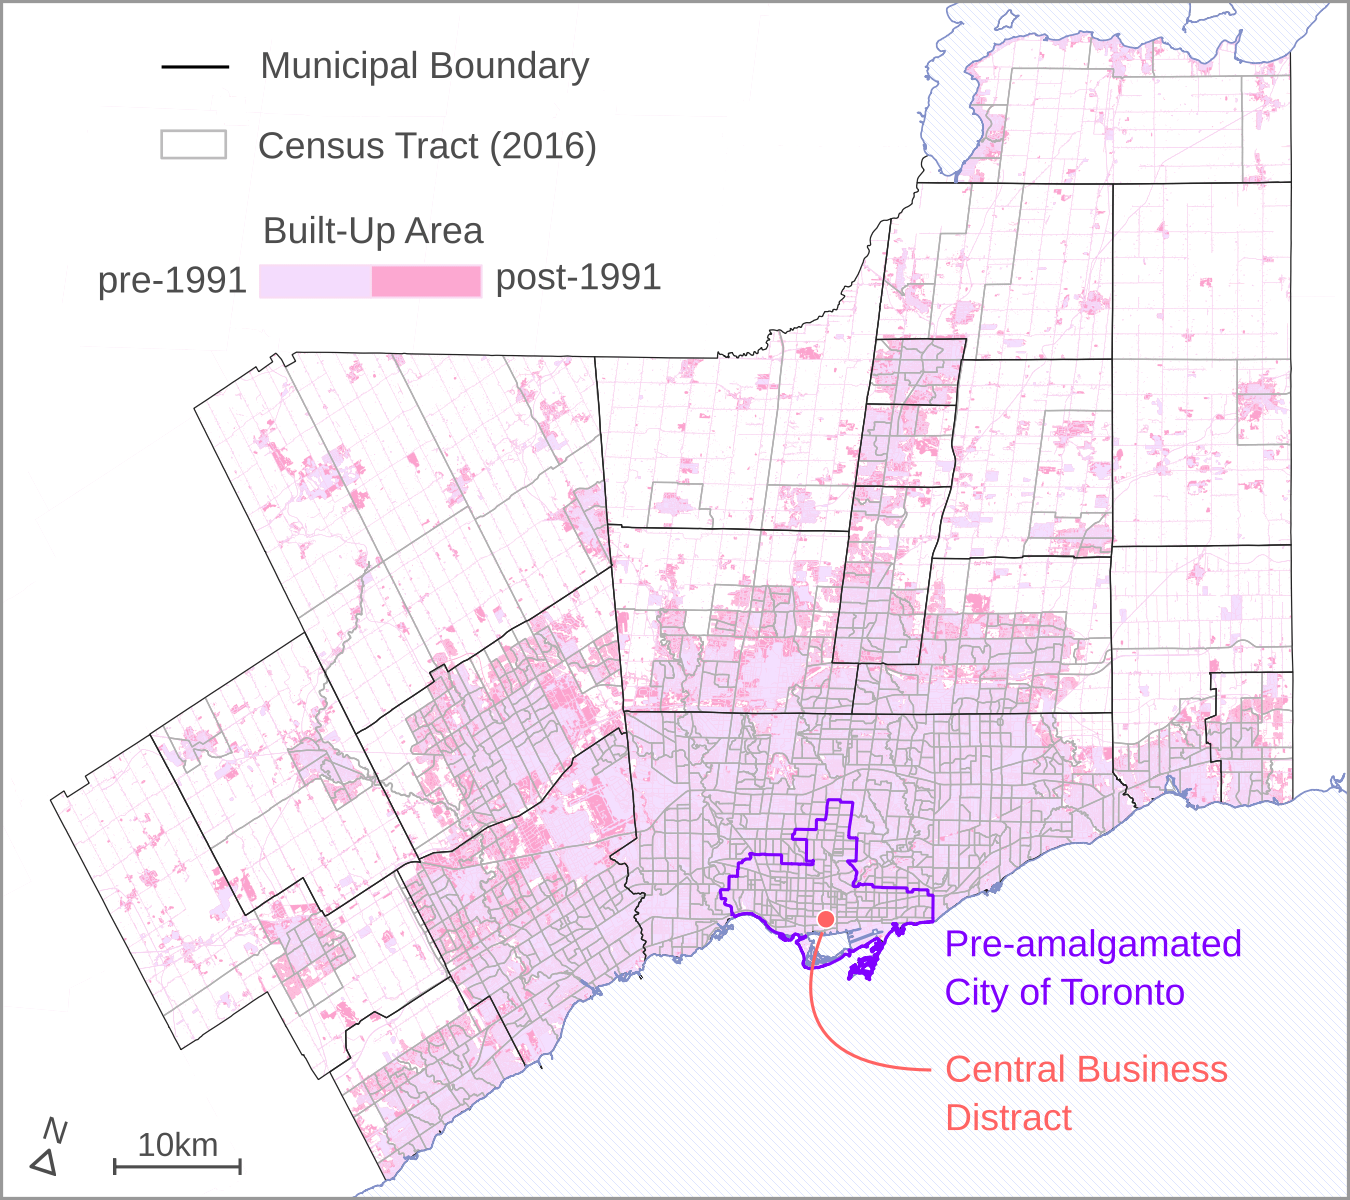 Municipal Boundary
Census Tract (2016)
Built-Up Area
pre-1991
post-1991
Pre-amalgamated
City of Toronto
Central Business
Distract
N
10km